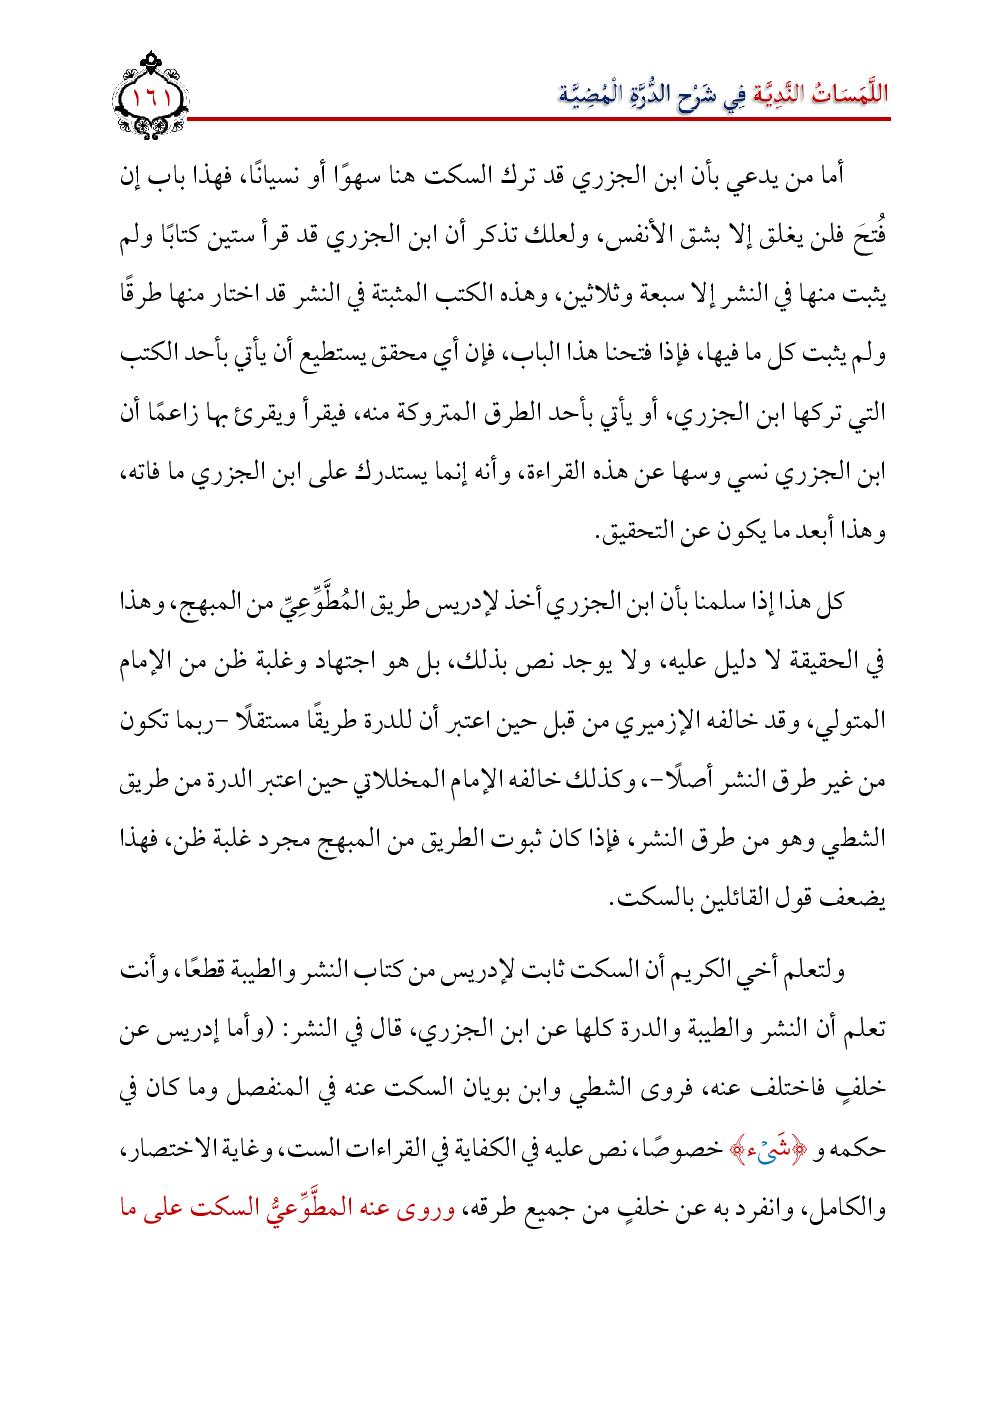 اللَّمَسَاتُ النَّدِيَّة فِي شَرْح الدُّرَّةِ الْمُضِيَّة
١٦١
أما من يدعي بأن ابن الجزري قد ترك السكت هنا سهوًا أو نسيانًا، فهذا باب إن
فُتحَ فلن يغلق إلا بشق الأنفس، ولعلك تذكر أن ابن الجزري قد قرأ ستين كتابًا ولم
يثبت منها في النشر إلا سبعة وثلاثين، وهذه الكتب المثبتة في النشر قد اختار منها طرقًا
ولم يثبت كل ما فيها، فإذا فتحنا هذا الباب، فإن أي محقق يستطيع أن يأتي بأحد الكتب
التي تركها ابن الجزري، أو يأتي بأحد الطرق المتروكة منه، فيقرأ ويقرئ بها زاعمًا أن
ابن الجزري نسي وسها عن هذه القراءة، وأنه إنما يستدرك على ابن الجزري ما فاته،
وهذا أبعد ما يكون عن التحقيق.
كل هذا إذا سلمنا بأن ابن الجزري أخذ لإدريس طريق المُطَّوِّعِيِّ من المبهج، وهذا
في الحقيقة لا دليل عليه، ولا يوجد نص بذلك، بل هو اجتهاد وغلبة ظن من الإمام
المتولي، وقد خالفه الإزميري من قبل حين اعتبر أن للدرة طريقًا مستقلًا –ربما تكون
من غير طرق النشر أصلًا–، وكذلك خالفه الإمام المخللاتي حين اعتبر الدرة من طريق
الشطي وهو من طرق النشر، فإذا كان ثبوت الطريق من المبهج مجرد غلبة ظن، فهذا
يضعف قول القائلين بالسكت.
ولتعلم أخي الكريم أن السكت ثابت لإدريس من كتاب النشر والطيبة قطعًا، وأنت
تعلم أن النشر والطيبة والدرة كلها عن ابن الجزري، قال في النشر: (وأما إدريس عن
خلفٍ فاختلف عنه، فروى الشطي وابن بويان السكت عنه في المنفصل وما كان في
حكمه و ﴿شَىۡء﴾ خصوصًا، نص عليه في الكفاية في القراءات الست، وغاية الاختصار،
والكامل، وانفرد به عن خلفٍ من جميع طرقه، وروى عنه المطَّوِّعيُّ السكت على ما